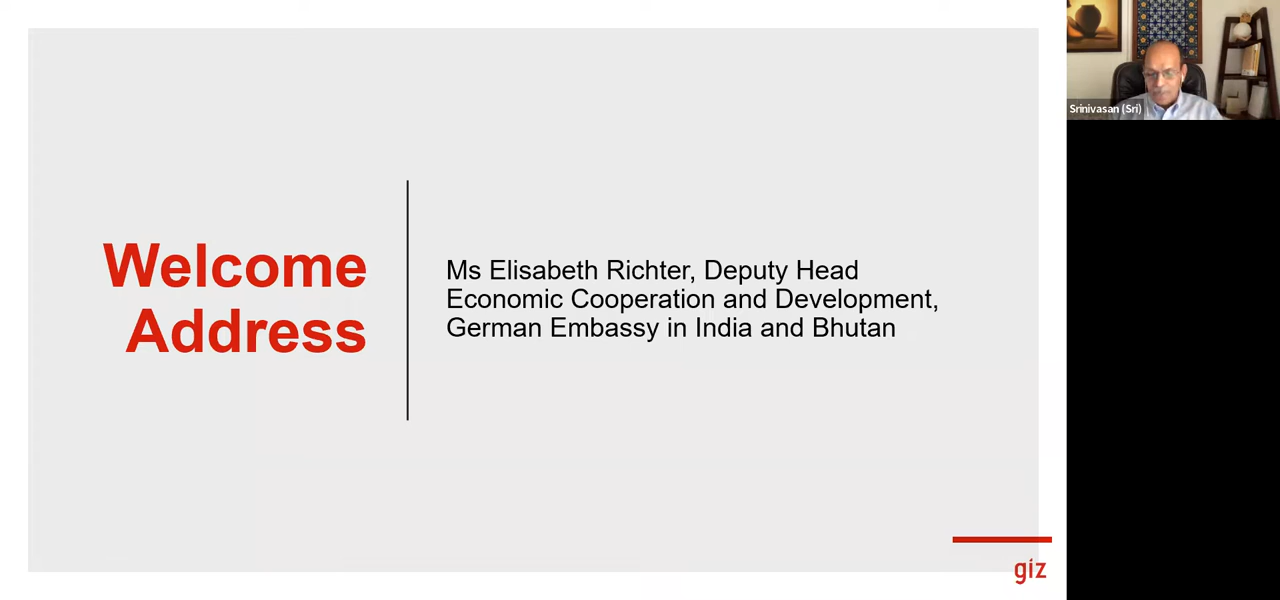 Welcome
Address
Ms Elisabeth Richter, Deputy Head
Economic Cooperation and Development,
German Embassy in India and Bhutan
Srinivasan (Sri)
giz